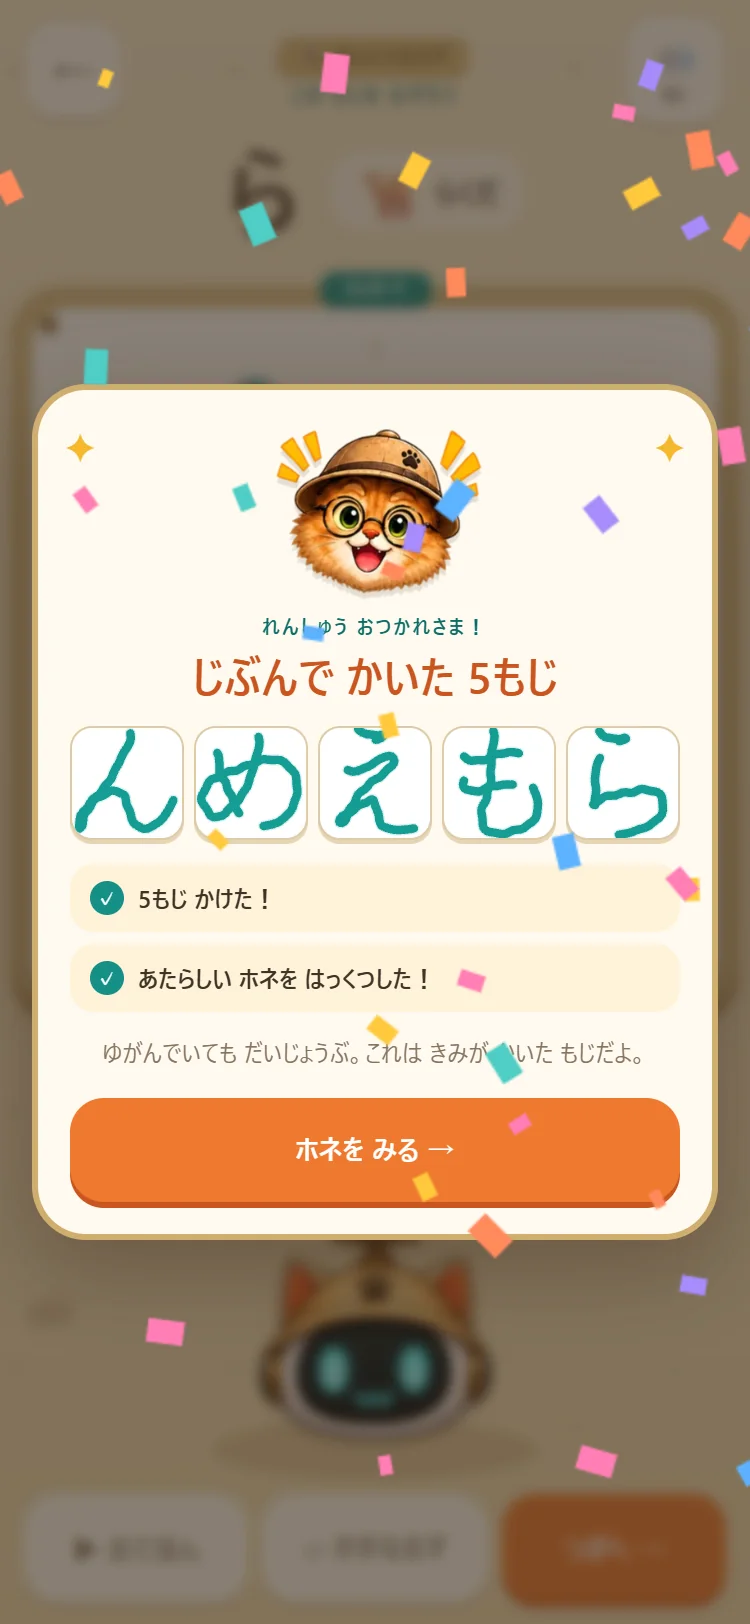 ら
れんしゅう おつかれさま！
じぶんで かいた 5もじ
ん め え も ら
5もじ かけた！
あたらしい ホネを はっくつした！
ゆがんでいても だいじょうぶ。これは きみが かいた もじだよ。
ホネを みる →